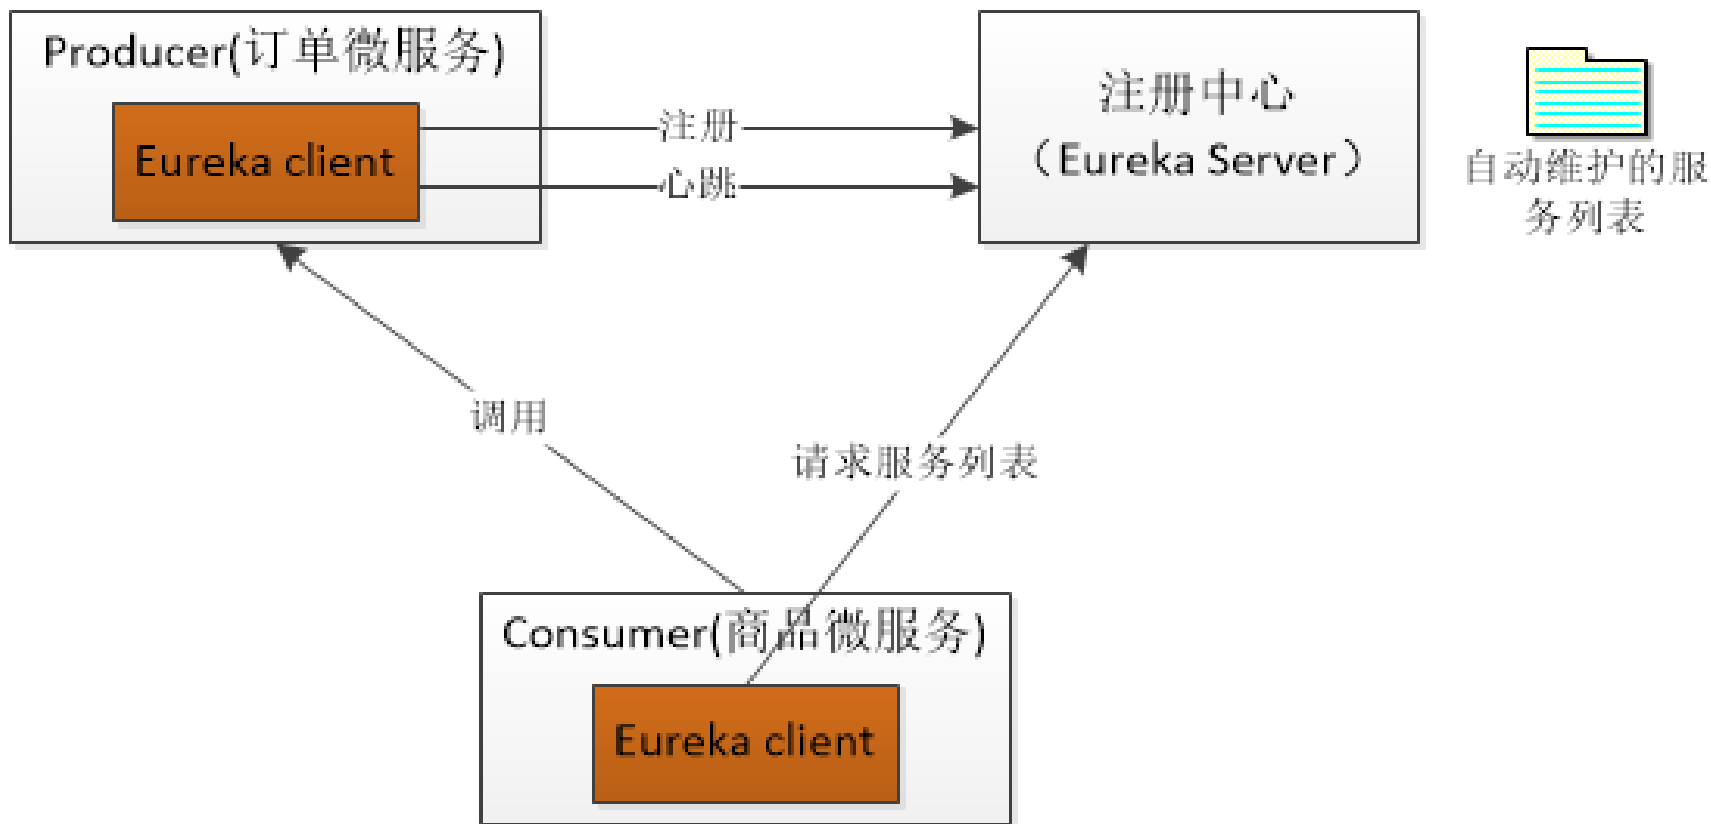 Producer(订单微服务)
Eureka client
注册
心跳
注册中心
（Eureka Server）
自动维护的服
务列表
调用
请求服务列表
Consumer(商品微服务)
Eureka client